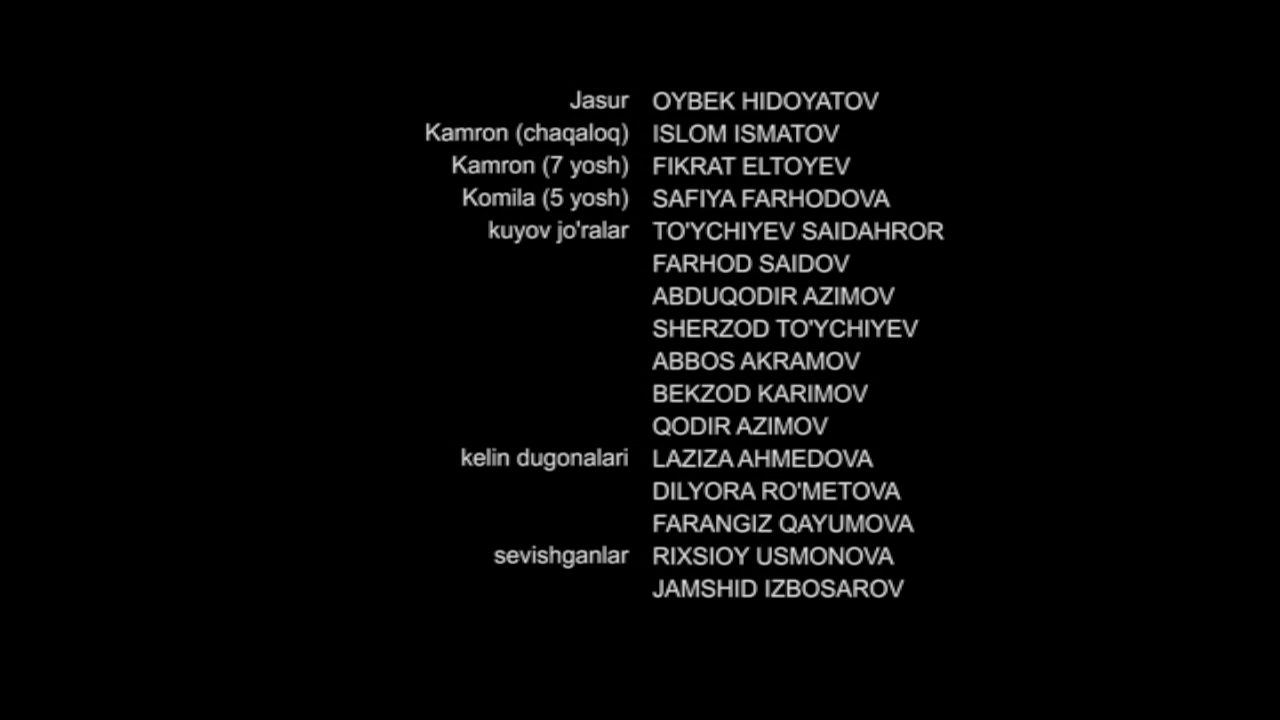 Jasur OYBEK HIDOYATOV
Kamron (chaqaloq) ISLOM ISMATOV
Kamron (7 yosh) FIKRAT ELTOYEV
Komila (5 yosh) SAFIYA FARHODOVA
kuyov jo'ralar TO'YCHIYEV SAIDAHROR
FARHOD SAIDOV
ABDUQODIR AZIMOV
SHERZOD TO'YCHIYEV
ABBOS AKRAMOV
BEKZOD KARIMOV
QODIR AZIMOV
kelin dugonalari LAZIZA AHMEDOVA
DILYORA RO'METOVA
FARANGIZ QAYUMOVA
sevishganlar RIXSIOY USMONOVA
JAMSHID IZBOSAROV